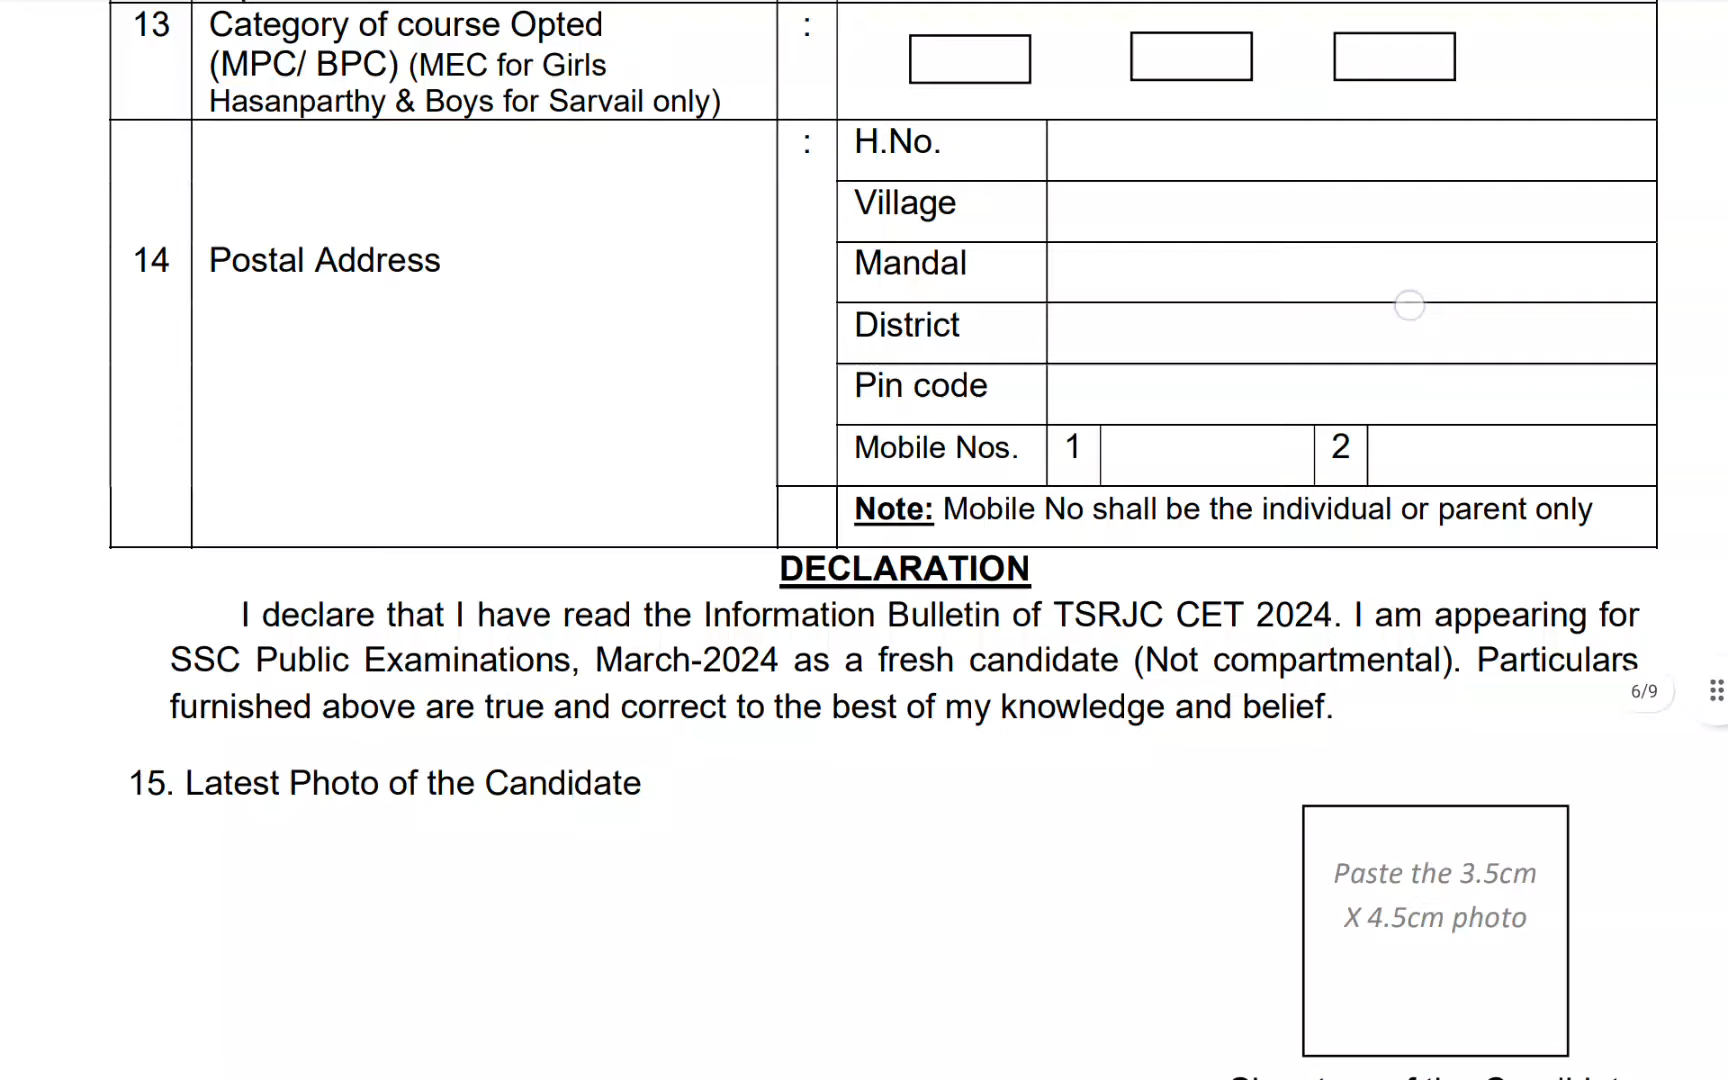 13 Category of course Opted :
(MPC/ BPC) (MEC for Girls
Hasanparthy & Boys for Sarvail only)
: H.No.
Village
14 Postal Address Mandal
District
Pin code
Mobile Nos. 1 2
Note: Mobile No shall be the individual or parent only
DECLARATION
I declare that I have read the Information Bulletin of TSRJC CET 2024. I am appearing for
SSC Public Examinations, March-2024 as a fresh candidate (Not compartmental). Particulars
6/9
furnished above are true and correct to the best of my knowledge and belief.
15. Latest Photo of the Candidate
Paste the 3.5cm
X 4.5cm photo